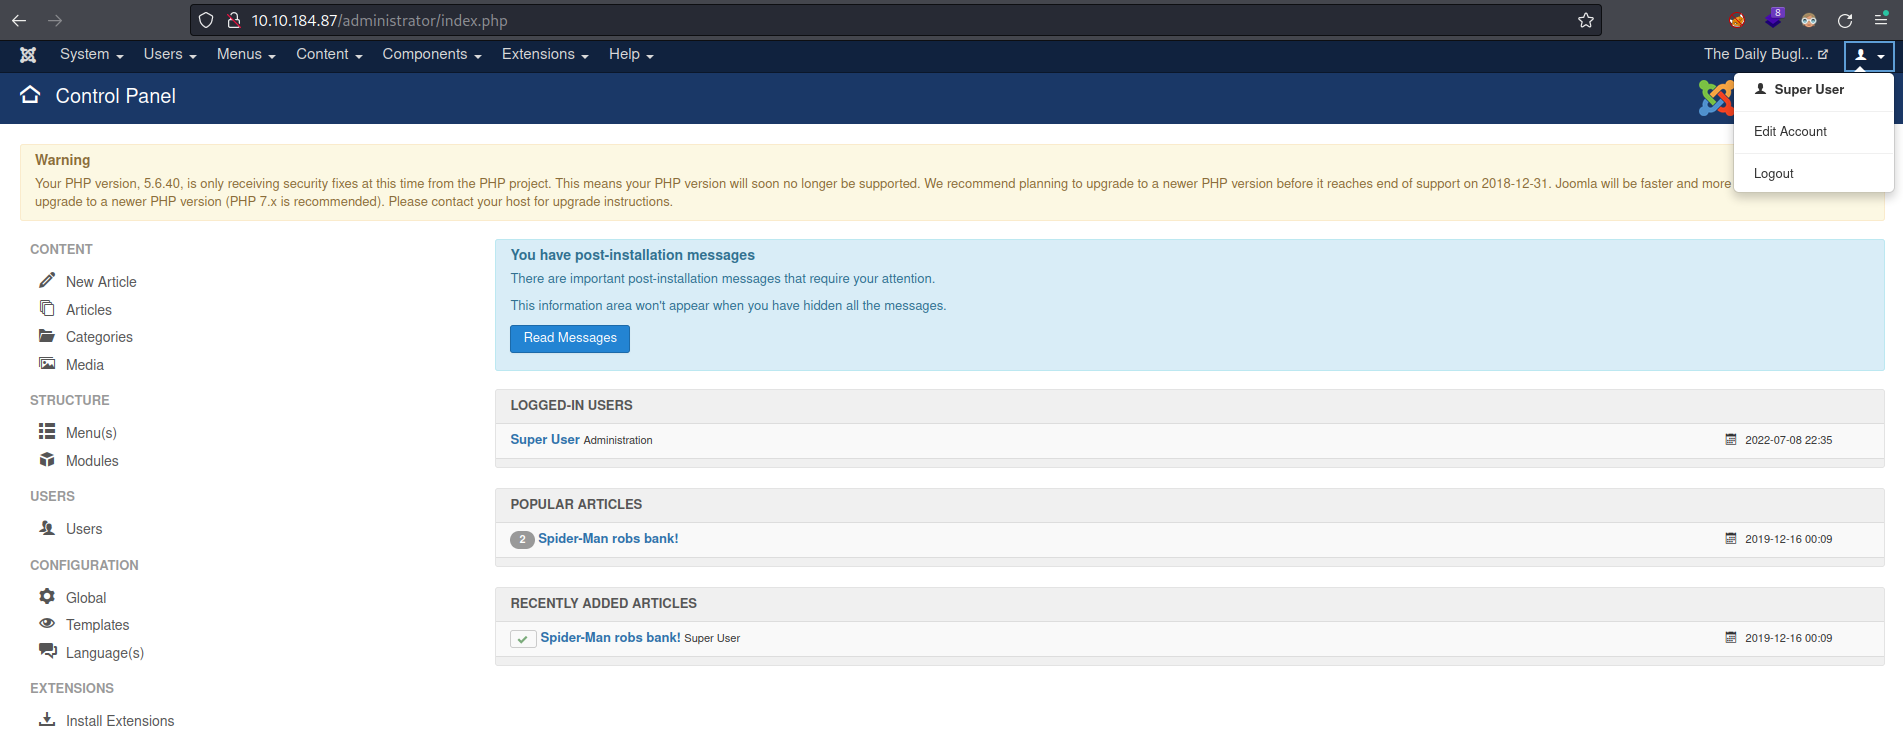 10.10.184.87/administrator/index.php
8
System Users Menus Content Components Extensions Help The Daily Bugl...
Control Panel
Super User
Edit Account
Logout
Warning
Your PHP version, 5.6.40, is only receiving security fixes at this time from the PHP project. This means your PHP version will soon no longer be supported. We recommend planning to upgrade to a newer PHP version before it reaches end of support on 2018-12-31. Joomla will be faster and more
upgrade to a newer PHP version (PHP 7.x is recommended). Please contact your host for upgrade instructions.
CONTENT
New Article
Articles
Categories
Media
STRUCTURE
Menu(s)
Modules
USERS
Users
CONFIGURATION
Global
Templates
Language(s)
EXTENSIONS
Install Extensions
You have post-installation messages
There are important post-installation messages that require your attention.
This information area won't appear when you have hidden all the messages.
Read Messages
LOGGED-IN USERS
Super User Administration 2022-07-08 22:35
POPULAR ARTICLES
2 Spider-Man robs bank! 2019-12-16 00:09
RECENTLY ADDED ARTICLES
Spider-Man robs bank! Super User 2019-12-16 00:09